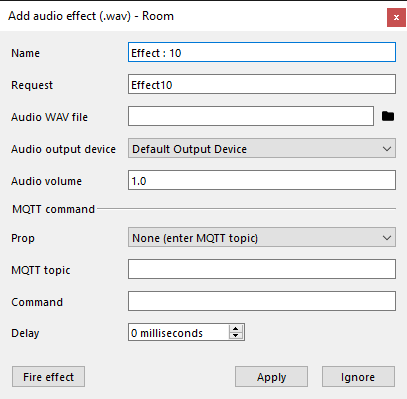 Add audio effect (.wav) - Room
x
Name Effect : 10
Request Effect10
Audio WAV file
Audio output device Default Output Device
Audio volume 1.0
MQTT command
Prop None (enter MQTT topic)
MQTT topic
Command
Delay 0 milliseconds
Fire effect Apply Ignore